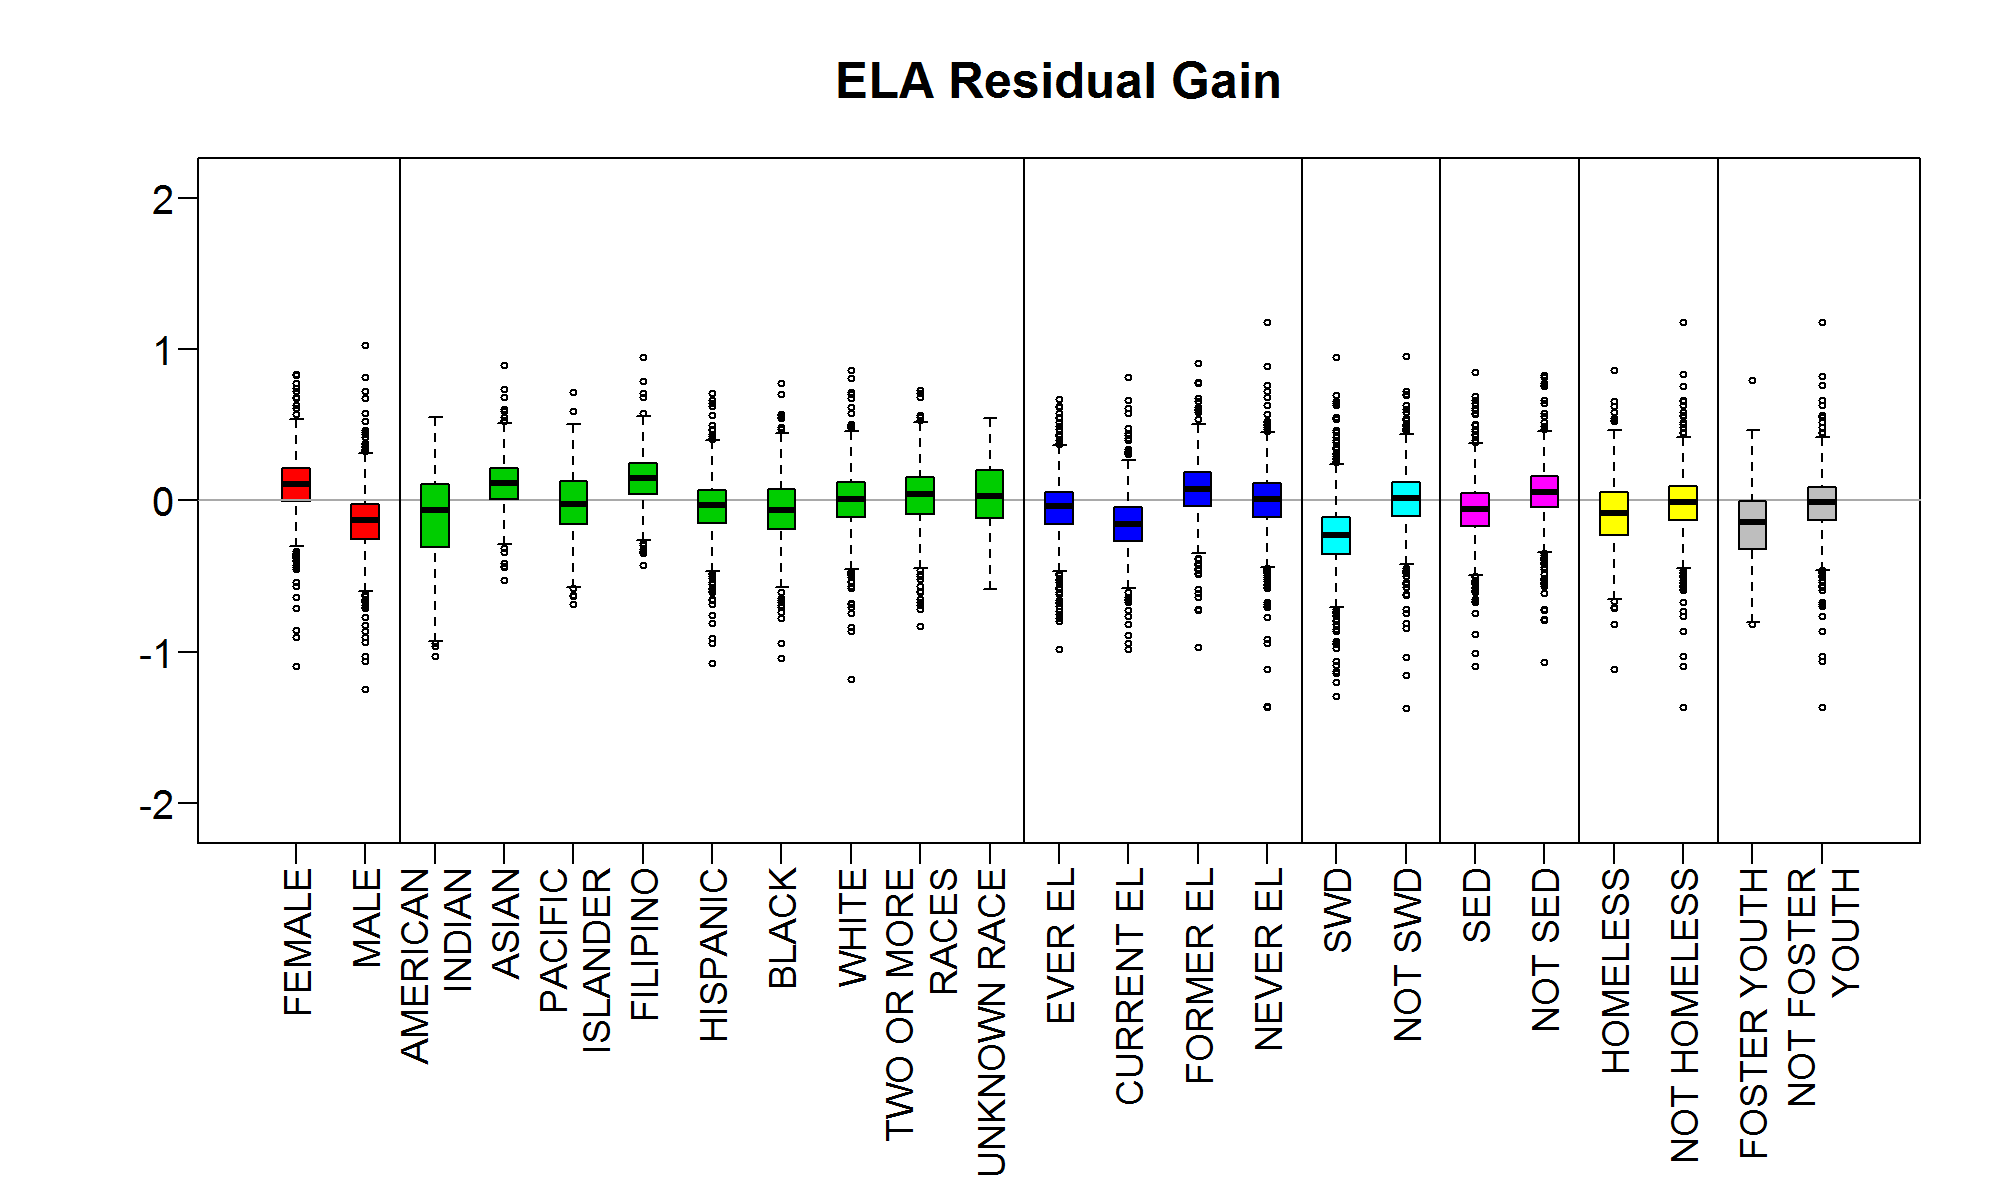 ELA Residual Gain
2
1
0
-1
-2
FEMALE
MALE
AMERICAN
INDIAN
ASIAN
PACIFIC
ISLANDER
FILIPINO
HISPANIC
BLACK
WHITE
TWO OR MORE
RACES
UNKNOWN RACE
EVER EL
CURRENT EL
FORMER EL
NEVER EL
SWD
NOT SWD
SED
NOT SED
HOMELESS
NOT HOMELESS
FOSTER YOUTH
NOT FOSTER
YOUTH